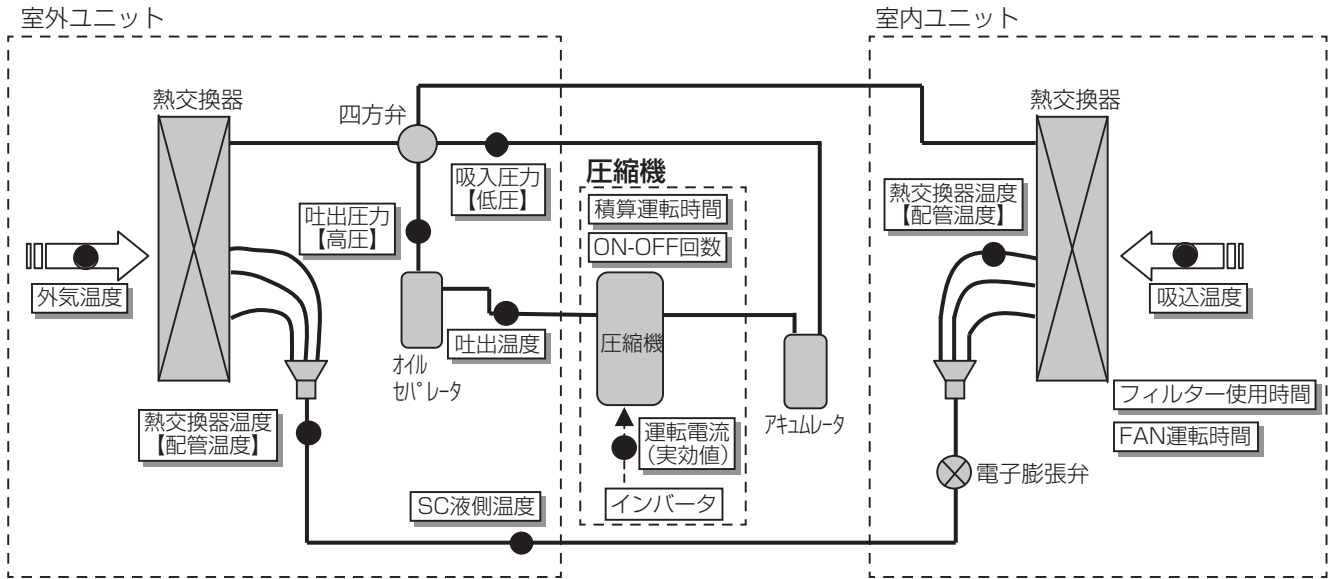 室外ユニット
室内ユニット
熱交換器
四方弁
吸入圧力
【低圧】
圧縮機
積算運転時間
ON-OFF回数
吐出圧力
【高圧】
外気温度
吐出温度
圧縮機
ｵｲﾙ
ｾﾊﾟﾚｰﾀ
ｱｷｭﾑﾚｰﾀ
熱交換器温度
【配管温度】
運転電流
（実効値）
インバータ
SC液側温度
熱交換器
熱交換器温度
【配管温度】
吸込温度
フィルター使用時間
FAN運転時間
電子膨張弁